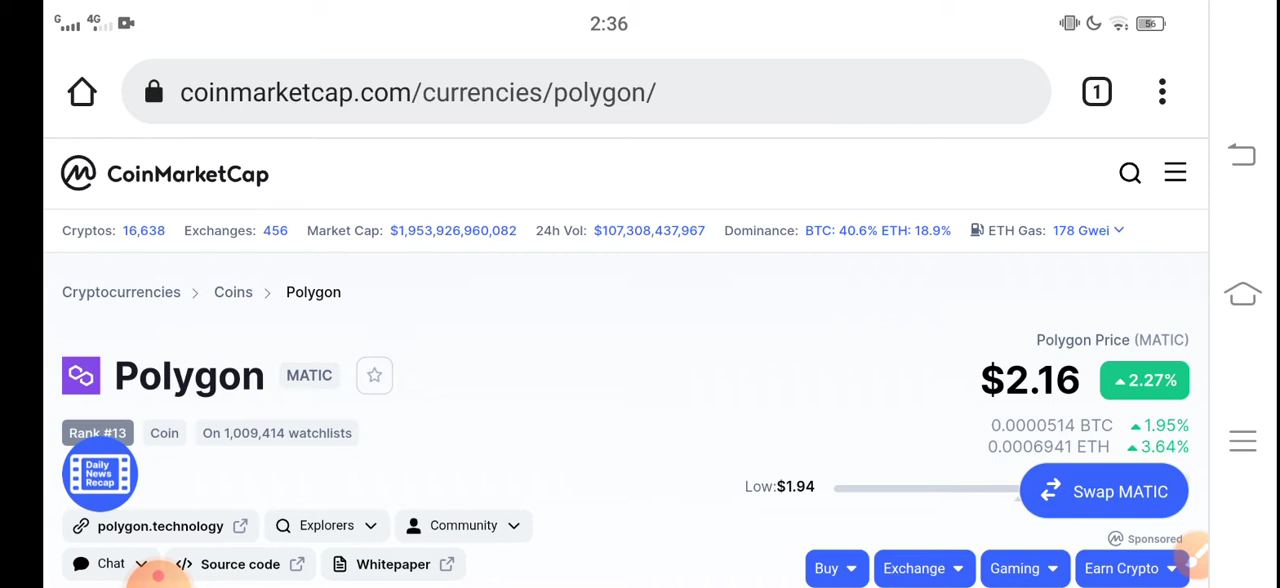 G 4G 2:36 56
coinmarketcap.com/currencies/polygon/ 1
CoinMarketCap
Cryptos: 16,638 Exchanges: 456 Market Cap: $1,953,926,960,082 24h Vol: $107,308,437,967 Dominance: BTC: 40.6% ETH: 18.9% ETH Gas: 178 Gwei
Cryptocurrencies > Coins > Polygon
Polygon Price (MATIC)
Polygon MATIC $2.16 2.27%
0.0000514 BTC 1.95%
Rank #13 Coin On 1,009,414 watchlists
0.0006941 ETH 3.64%
Daily
News
Recap
Low:$1.94 Swap MATIC
polygon.technology Explorers Community
Sponsored
Chat </> Source code Whitepaper
Buy Exchange Gaming Earn Crypto